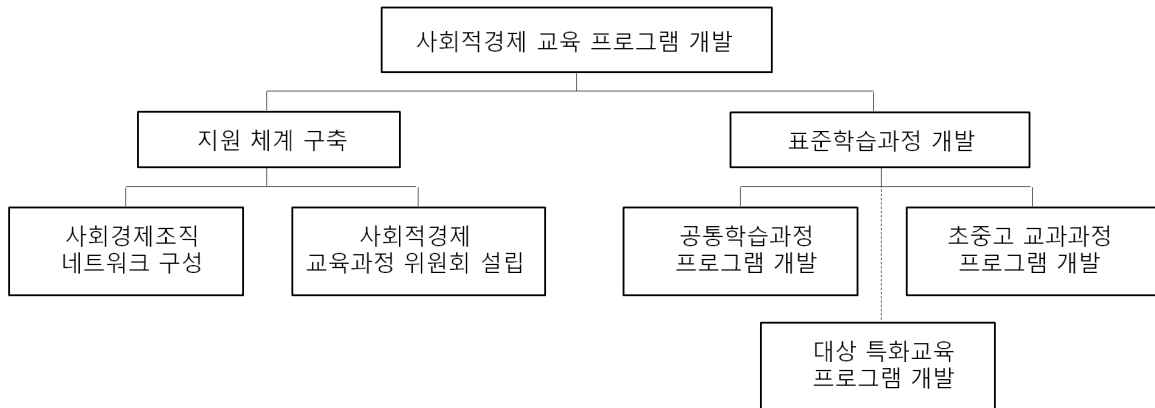 사회적경제 교육 프로그램 개발
지원 체계 구축
표준학습과정 개발
사회경제조직
네트워크 구성
사회적경제
교육과정 위원회 설립
공통학습과정
프로그램 개발
초중고 교과과정
프로그램 개발
대상 특화교육
프로그램 개발